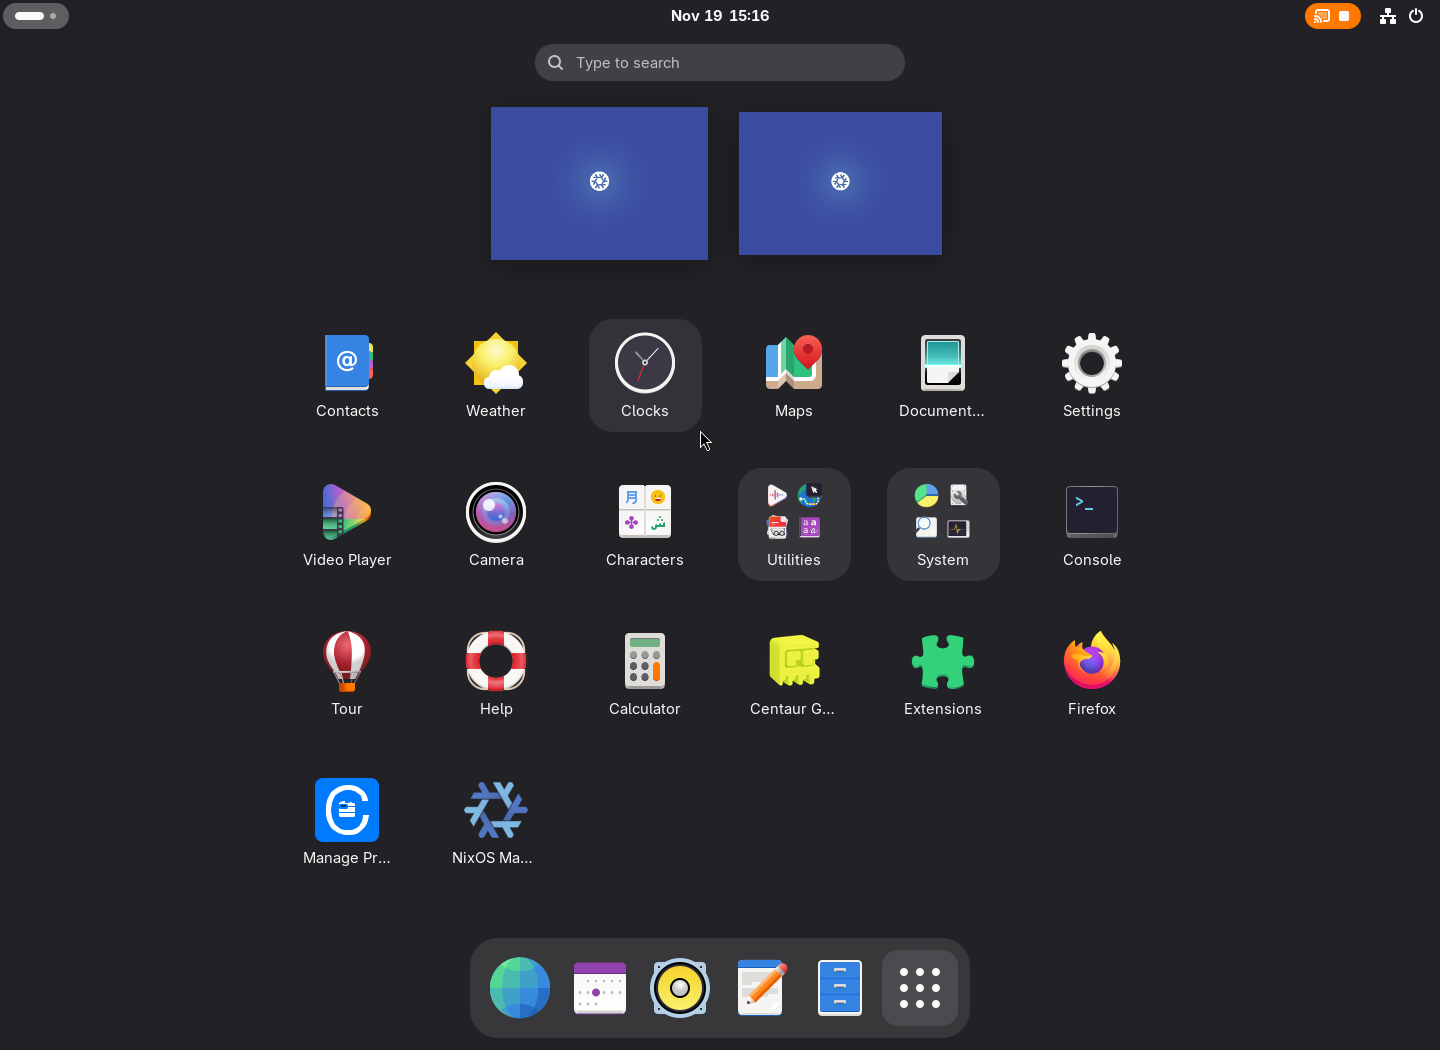 Nov 19 15:16
Type to search
Contacts
Weather
Clocks
Maps
Document...
Settings
Video Player
Camera
Characters
Utilities
System
Console
Tour
Help
Calculator
Centaur G...
Extensions
Firefox
Manage Pr...
NixOS Ma...